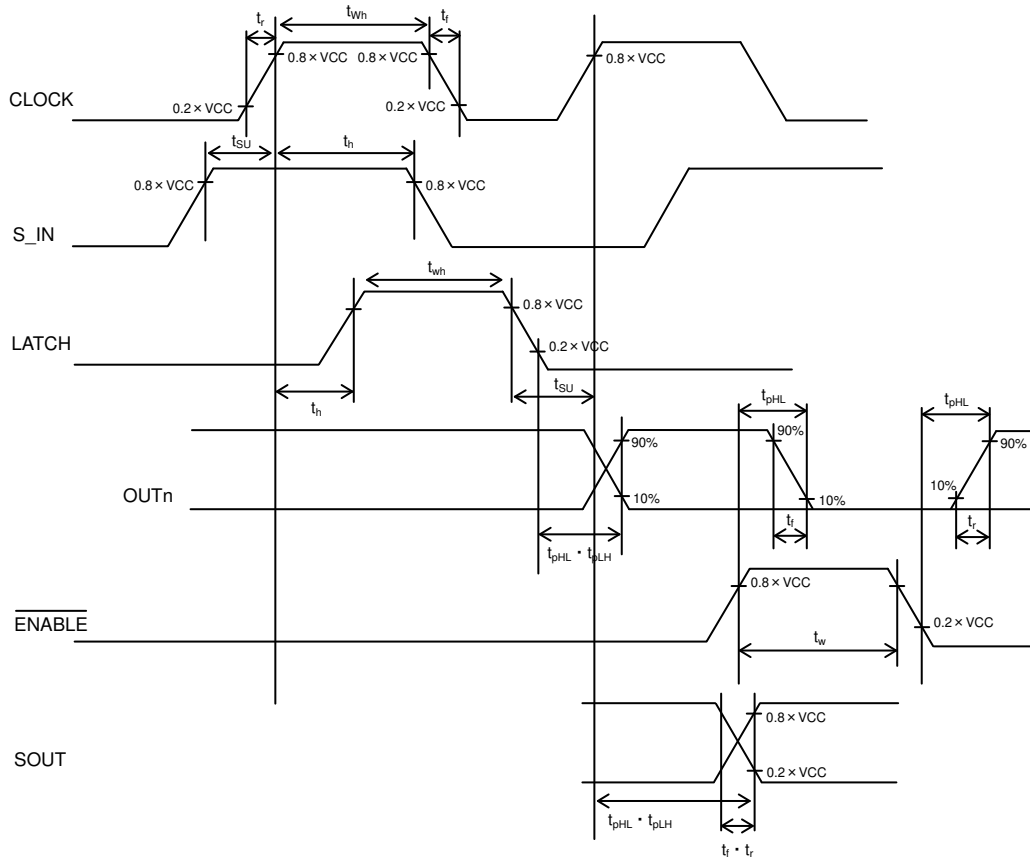 tr tWh tf
0.8×VCC 0.8×VCC 0.8×VCC
CLOCK
0.2×VCC 0.2×VCC
tSU th
0.8×VCC 0.8×VCC
S_IN
twh
0.8×VCC
LATCH
0.2×VCC
th tSU
tpHL tpHL
90% 90% 90%
OUTn
10% 10% 10%
tf tr
tpHL・tpLH
0.8×VCC
ENABLE
0.2×VCC
tw
0.8×VCC
SOUT
0.2×VCC
tpHL・tpLH
tf・tr